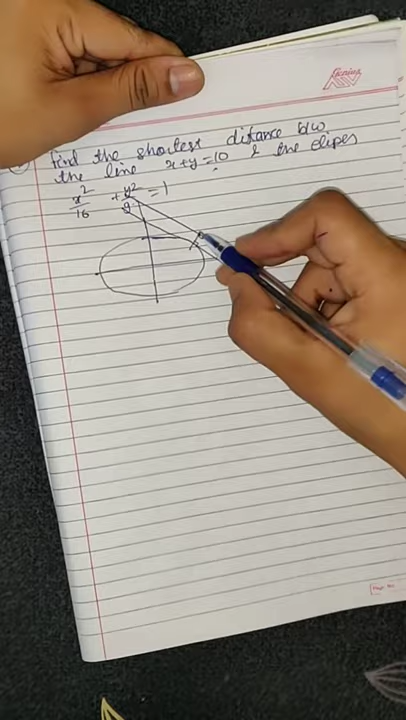 find the shortest distance b/w
the line x+y=10 & the elipes
x²/16 + y²/9 = 1